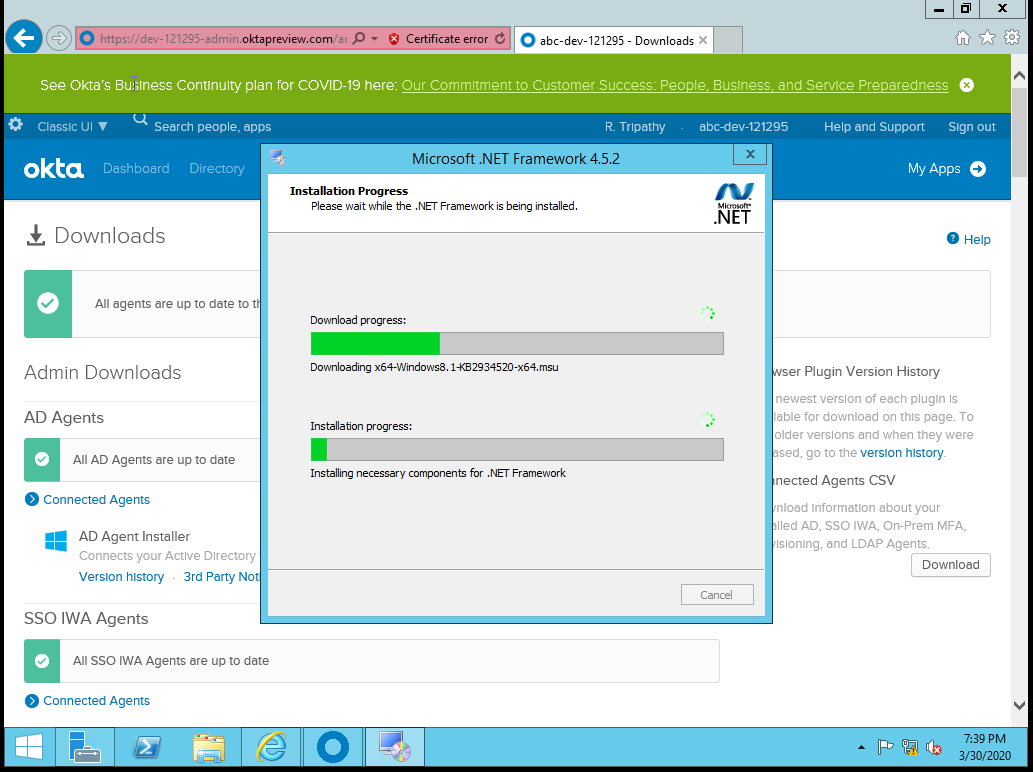 https://dev-121295-admin.oktapreview.com/ac
Certificate error
abc-dev-121295 - Downloads
See Okta's Business Continuity plan for COVID-19 here: Our Commitment to Customer Success: People, Business, and Service Preparedness
Classic UI ▼
Search people, apps
R. Tripathy
abc-dev-121295
Help and Support
Sign out
okta
Dashboard
Directory
My Apps
Downloads
Help
All agents are up to date to th
Admin Downloads
AD Agents
All AD Agents are up to date
Connected Agents
AD Agent Installer
Connects your Active Directory
Version history · 3rd Party Noti
SSO IWA Agents
All SSO IWA Agents are up to date
Connected Agents
Microsoft .NET Framework 4.5.2
Installation Progress
Please wait while the .NET Framework is being installed.
Microsoft
.NET
Download progress:
Downloading x64-Windows8.1-KB2934520-x64.msu
Installation progress:
Installing necessary components for .NET Framework
Cancel
wser Plugin Version History
newest version of each plugin is
lable for download on this page. To
older versions and when they were
ased, go to the version history.
nnected Agents CSV
wnload information about your
alled AD, SSO IWA, On-Prem MFA,
visioning, and LDAP Agents.
Download
7:39 PM
3/30/2020